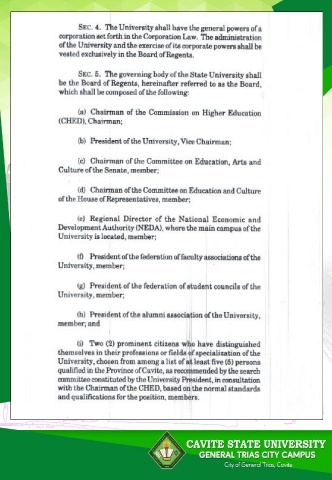 SEC. 4. The University shall have the general powers of a
corporation set forth in the Corporation Law. The administration
of the University and the exercise of its corporate powers shall be
vested exclusively in the Board of Regents.
SEC. 5. The governing body of the State University shall
be the Board of Regents, hereinafter referred to as the Board,
which shall be composed of the following:
(a) Chairman of the Commission on Higher Education
(CHED), Chairman;
(b) President of the University, Vice Chairman;
(c) Chairman of the Committee on Education, Arts and
Culture of the Senate, member;
(d) Chairman of the Committee on Education and Culture
of the House of Representatives, member;
(e) Regional Director of the National Economic and
Development Authority (NEDA), where the main campus of the
University is located, member;
(f) President of the federation of faculty associations of the
University, member;
(g) President of the federation of student councils of the
University, member;
(h) President of the alumni association of the University,
member; and
(i) Two (2) prominent citizens who have distinguished
themselves in their professions or fields of specialization of the
University, chosen from among a list of at least five (5) persons
qualified in the Province of Cavite, as recommended by the search
committee constituted by the University President, in consultation
with the Chairman of the CHED, based on the normal standards
and qualifications for the position, members.
CAVITE STATE UNIVERSITY
GENERAL TRIAS CITY CAMPUS
City of General Trias, Cavite